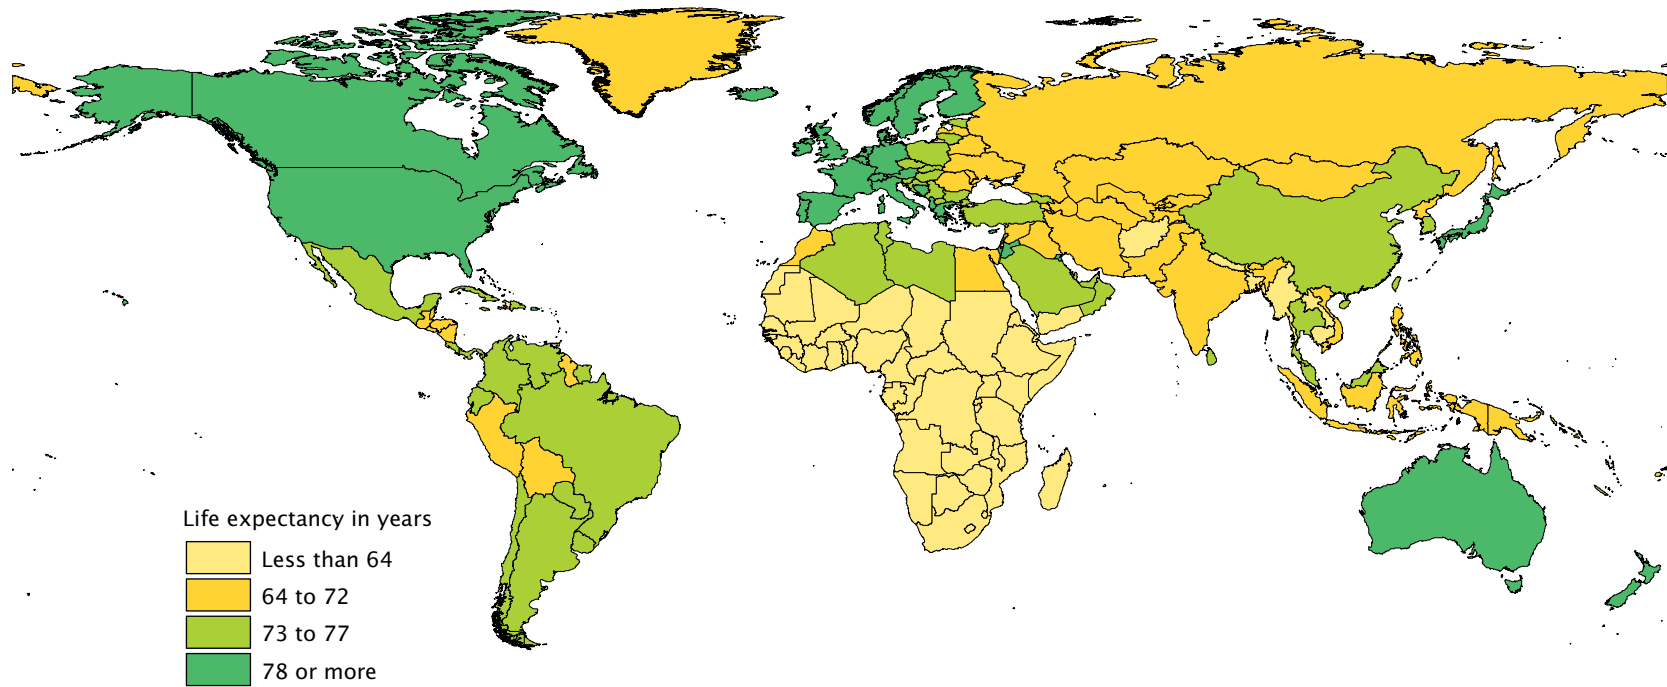 Life expectancy in years
Less than 64
64 to 72
73 to 77
78 or more